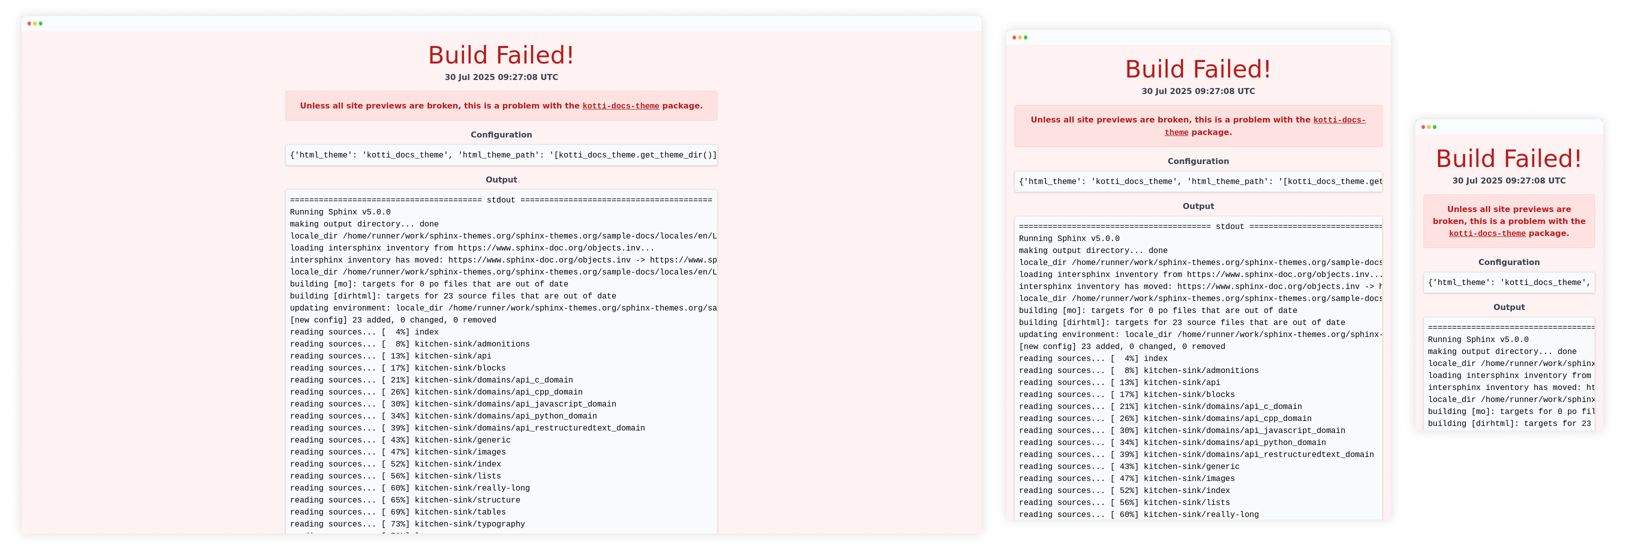 Build Failed!
30 Jul 2025 09:27:08 UTC
Unless all site previews are broken, this is a problem with the kotti-docs-theme package.
Configuration
{'html_theme': 'kotti_docs_theme', 'html_theme_path': '[kotti_docs_theme.get_theme_dir()]
Output
======================================== stdout ========================================
Running Sphinx v5.0.0
making output directory... done
locale_dir /home/runner/work/sphinx-themes.org/sphinx-themes.org/sample-docs/locales/en/L
loading intersphinx inventory from https://www.sphinx-doc.org/objects.inv...
intersphinx inventory has moved: https://www.sphinx-doc.org/objects.inv -> https://www.sp
locale_dir /home/runner/work/sphinx-themes.org/sphinx-themes.org/sample-docs/locales/en/L
building [mo]: targets for 0 po files that are out of date
building [dirhtml]: targets for 23 source files that are out of date
updating environment: locale_dir /home/runner/work/sphinx-themes.org/sphinx-themes.org/sa
[new config] 23 added, 0 changed, 0 removed
reading sources... [  4%] index
reading sources... [  8%] kitchen-sink/admonitions
reading sources... [ 13%] kitchen-sink/api
reading sources... [ 17%] kitchen-sink/blocks
reading sources... [ 21%] kitchen-sink/domains/api_c_domain
reading sources... [ 26%] kitchen-sink/domains/api_cpp_domain
reading sources... [ 30%] kitchen-sink/domains/api_javascript_domain
reading sources... [ 34%] kitchen-sink/domains/api_python_domain
reading sources... [ 39%] kitchen-sink/domains/api_restructuredtext_domain
reading sources... [ 43%] kitchen-sink/generic
reading sources... [ 47%] kitchen-sink/images
reading sources... [ 52%] kitchen-sink/index
reading sources... [ 56%] kitchen-sink/lists
reading sources... [ 60%] kitchen-sink/really-long
reading sources... [ 65%] kitchen-sink/structure
reading sources... [ 69%] kitchen-sink/tables
reading sources... [ 73%] kitchen-sink/typography
Build Failed!
30 Jul 2025 09:27:08 UTC
Unless all site previews are broken, this is a problem with the kotti-docs-
theme package.
Configuration
{'html_theme': 'kotti_docs_theme', 'html_theme_path': '[kotti_docs_theme.get
Output
======================================== stdout ==============================
Running Sphinx v5.0.0
making output directory... done
locale_dir /home/runner/work/sphinx-themes.org/sphinx-themes.org/sample-docs
loading intersphinx inventory from https://www.sphinx-doc.org/objects.inv...
intersphinx inventory has moved: https://www.sphinx-doc.org/objects.inv -> h
locale_dir /home/runner/work/sphinx-themes.org/sphinx-themes.org/sample-docs
building [mo]: targets for 0 po files that are out of date
building [dirhtml]: targets for 23 source files that are out of date
updating environment: locale_dir /home/runner/work/sphinx-themes.org/sphinx-
[new config] 23 added, 0 changed, 0 removed
reading sources... [  4%] index
reading sources... [  8%] kitchen-sink/admonitions
reading sources... [ 13%] kitchen-sink/api
reading sources... [ 17%] kitchen-sink/blocks
reading sources... [ 21%] kitchen-sink/domains/api_c_domain
reading sources... [ 26%] kitchen-sink/domains/api_cpp_domain
reading sources... [ 30%] kitchen-sink/domains/api_javascript_domain
reading sources... [ 34%] kitchen-sink/domains/api_python_domain
reading sources... [ 39%] kitchen-sink/domains/api_restructuredtext_domain
reading sources... [ 43%] kitchen-sink/generic
reading sources... [ 47%] kitchen-sink/images
reading sources... [ 52%] kitchen-sink/index
reading sources... [ 56%] kitchen-sink/lists
reading sources... [ 60%] kitchen-sink/really-long
Build Failed!
30 Jul 2025 09:27:08 UTC
Unless all site previews are
broken, this is a problem with the
kotti-docs-theme package.
Configuration
{'html_theme': 'kotti_docs_theme',
Output
===================================
Running Sphinx v5.0.0
making output directory... done
locale_dir /home/runner/work/sphinx
loading intersphinx inventory from
intersphinx inventory has moved: ht
locale_dir /home/runner/work/sphinx
building [mo]: targets for 0 po fil
building [dirhtml]: targets for 23